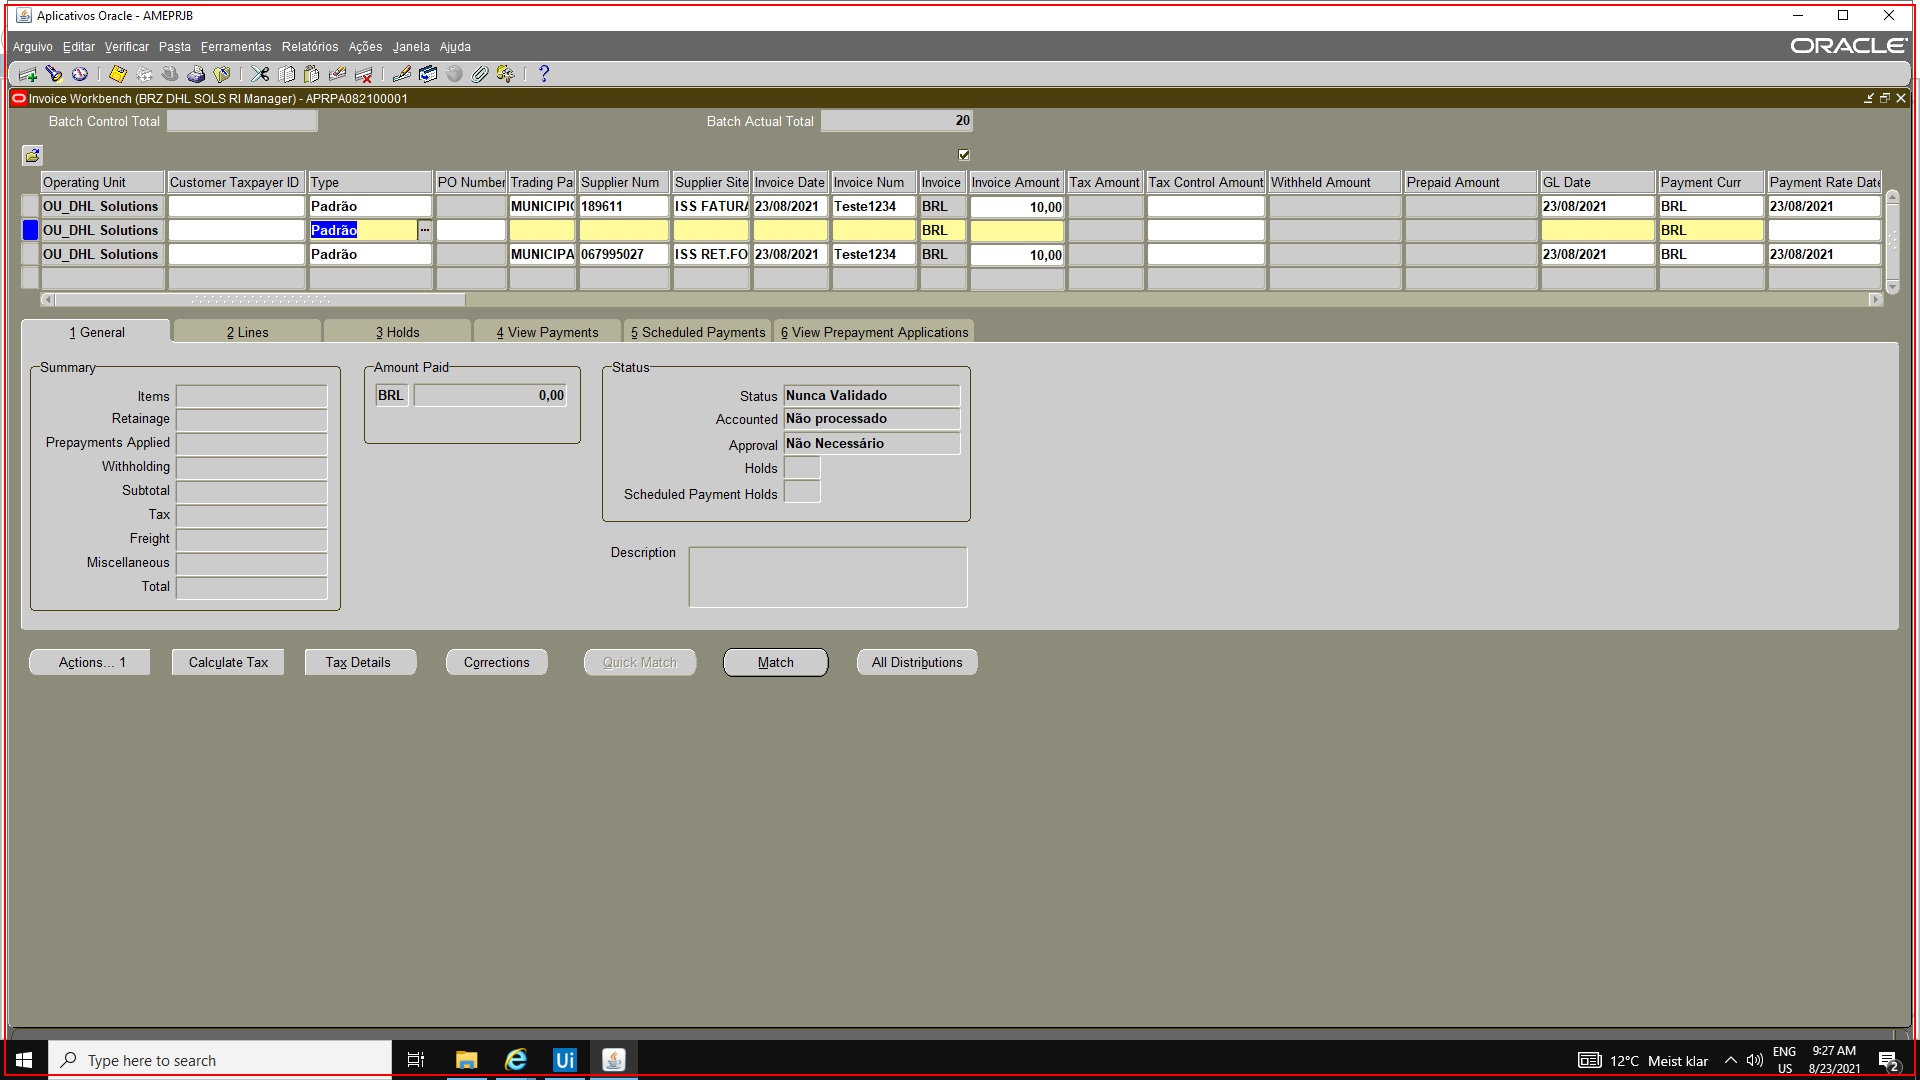 Aplicativos Oracle - AMEPRJB
Arquivo Editar Verificar Pasta Ferramentas Relatórios Ações Janela Ajuda
ORACLE
Invoice Workbench (BRZ DHL SOLS RI Manager) - APRPA082100001
Batch Control Total
Batch Actual Total 20
Operating Unit Customer Taxpayer ID Type PO Number Trading Pa Supplier Num Supplier Site Invoice Date Invoice Num Invoice Invoice Amount Tax Amount Tax Control Amount Withheld Amount Prepaid Amount GL Date Payment Curr Payment Rate Date
OU_DHL Solutions Padrão MUNICIPIO 189611 ISS FATURA 23/08/2021 Teste1234 BRL 10,00 23/08/2021 BRL 23/08/2021
OU_DHL Solutions Padrão ... BRL BRL
OU_DHL Solutions Padrão MUNICIPA 067995027 ISS RET.FO 23/08/2021 Teste1234 BRL 10,00 23/08/2021 BRL 23/08/2021
1 General 2 Lines 3 Holds 4 View Payments 5 Scheduled Payments 6 View Prepayment Applications
Summary
Items
Retainage
Prepayments Applied
Withholding
Subtotal
Tax
Freight
Miscellaneous
Total
Amount Paid
BRL 0,00
Status
Status Nunca Validado
Accounted Não processado
Approval Não Necessário
Holds
Scheduled Payment Holds
Description
Actions... 1 Calculate Tax Tax Details Corrections Quick Match Match All Distributions
Type here to search
Ui
12°C Meist klar
ENG
US
9:27 AM
8/23/2021
2